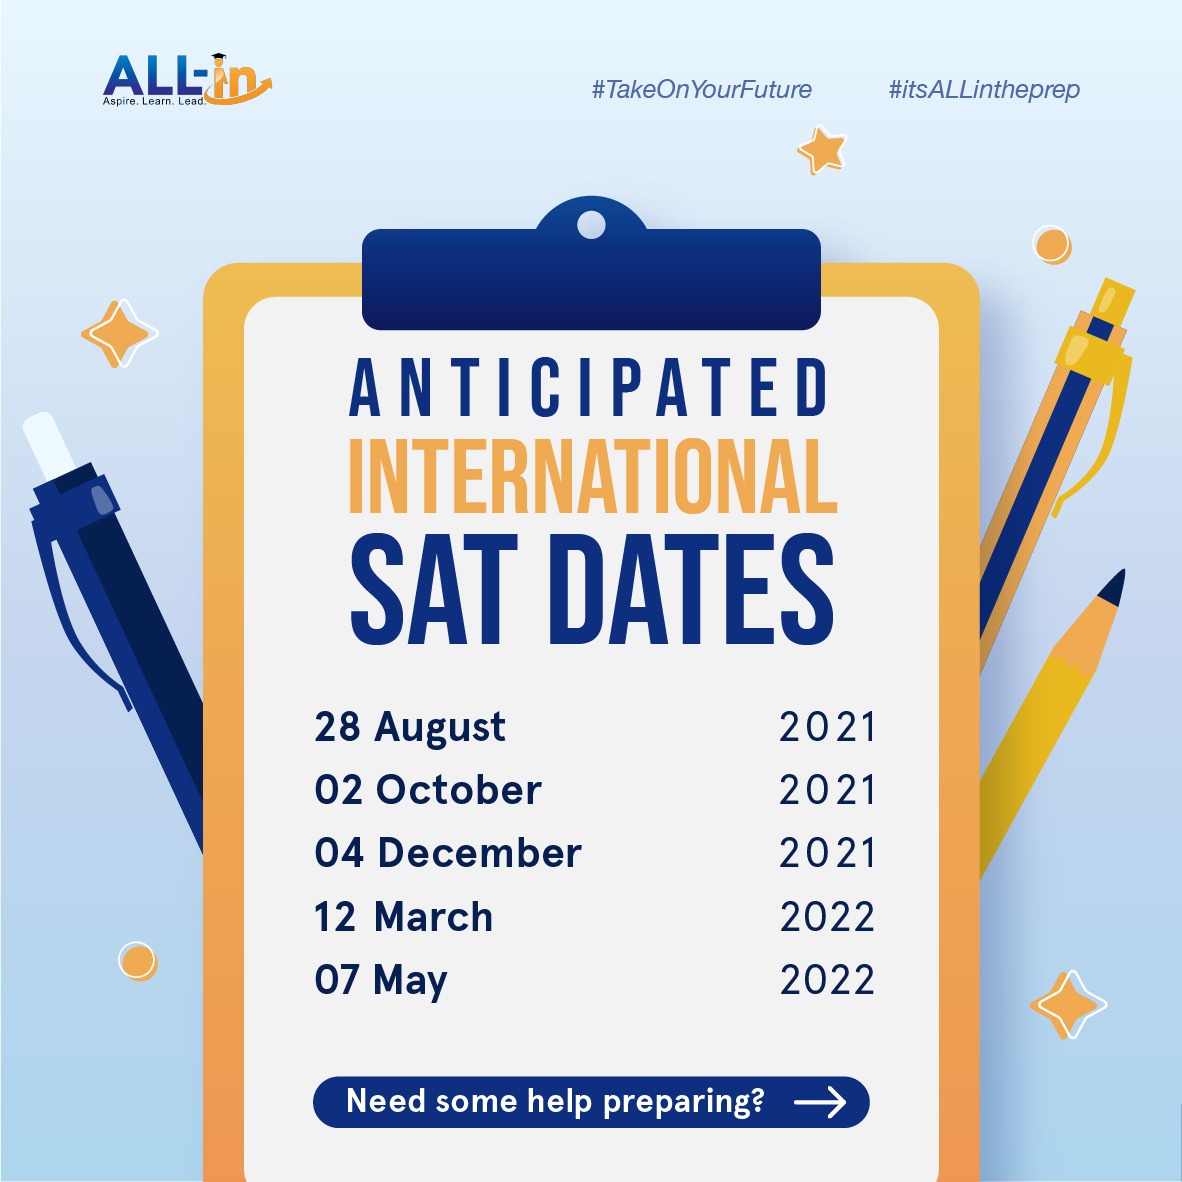 ALL-in
Aspire. Learn. Lead.
#TakeOnYourFuture #itsALLintheprep
ANTICIPATED
INTERNATIONAL
SAT DATES
28 August 2021
02 October 2021
04 December 2021
12 March 2022
07 May 2022
Need some help preparing?